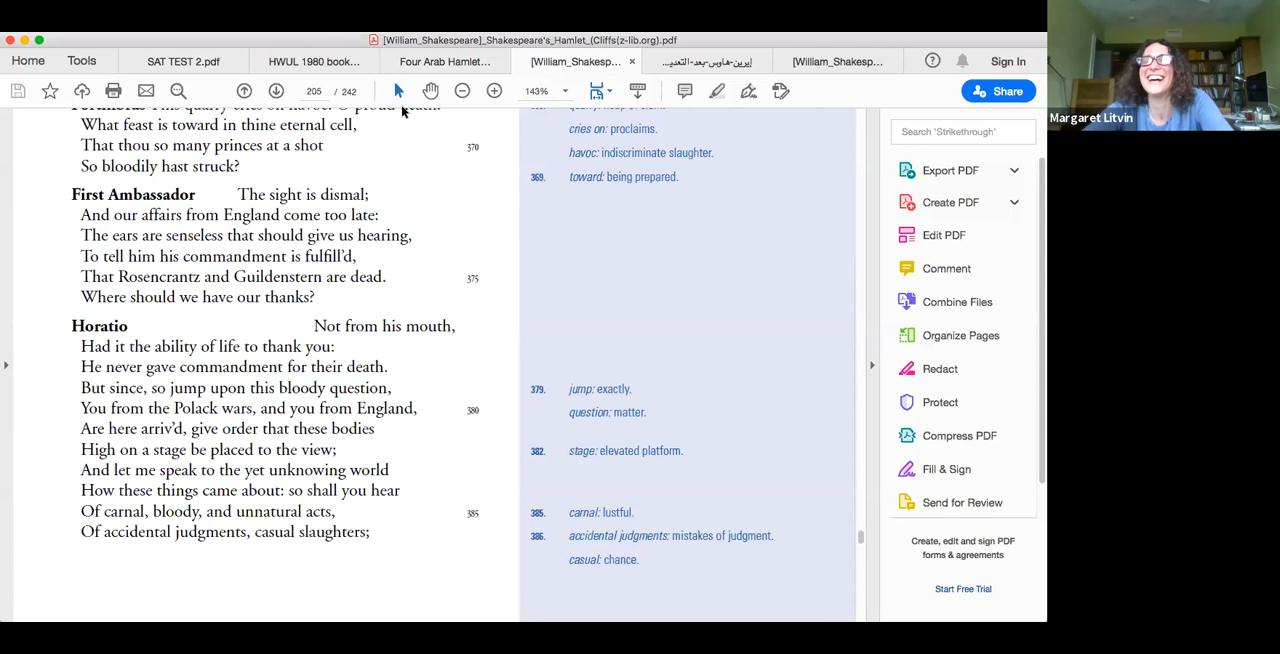 [William_Shakespeare]_Shakespeare's_Hamlet_(Cliffs(z-lib.org).pdf
Home Tools SAT TEST 2.pdf HWUL 1980 book... Four Arab Hamlet... [William_Shakesp... × إيرين-هاوس-بعد-التعديـ... [William_Shakesp... Sign In
205 / 242 143% Share
Margaret Litvin
What feast is toward in thine eternal cell,
That thou so many princes at a shot 370
So bloodily hast struck?
First Ambassador The sight is dismal;
And our affairs from England come too late:
The ears are senseless that should give us hearing,
To tell him his commandment is fulfill'd,
That Rosencrantz and Guildenstern are dead. 375
Where should we have our thanks?
Horatio Not from his mouth,
Had it the ability of life to thank you:
He never gave commandment for their death.
But since, so jump upon this bloody question,
You from the Polack wars, and you from England, 380
Are here arriv'd, give order that these bodies
High on a stage be placed to the view;
And let me speak to the yet unknowing world
How these things came about: so shall you hear
Of carnal, bloody, and unnatural acts, 385
Of accidental judgments, casual slaughters;
cries on: proclaims.
havoc: indiscriminate slaughter.
369. toward: being prepared.
379. jump: exactly.
question: matter.
382. stage: elevated platform.
385. carnal: lustful.
386. accidental judgments: mistakes of judgment.
casual: chance.
Search 'Strikethrough'
Export PDF
Create PDF
Edit PDF
Comment
Combine Files
Organize Pages
Redact
Protect
Compress PDF
Fill & Sign
Send for Review
Create, edit and sign PDF
forms & agreements
Start Free Trial